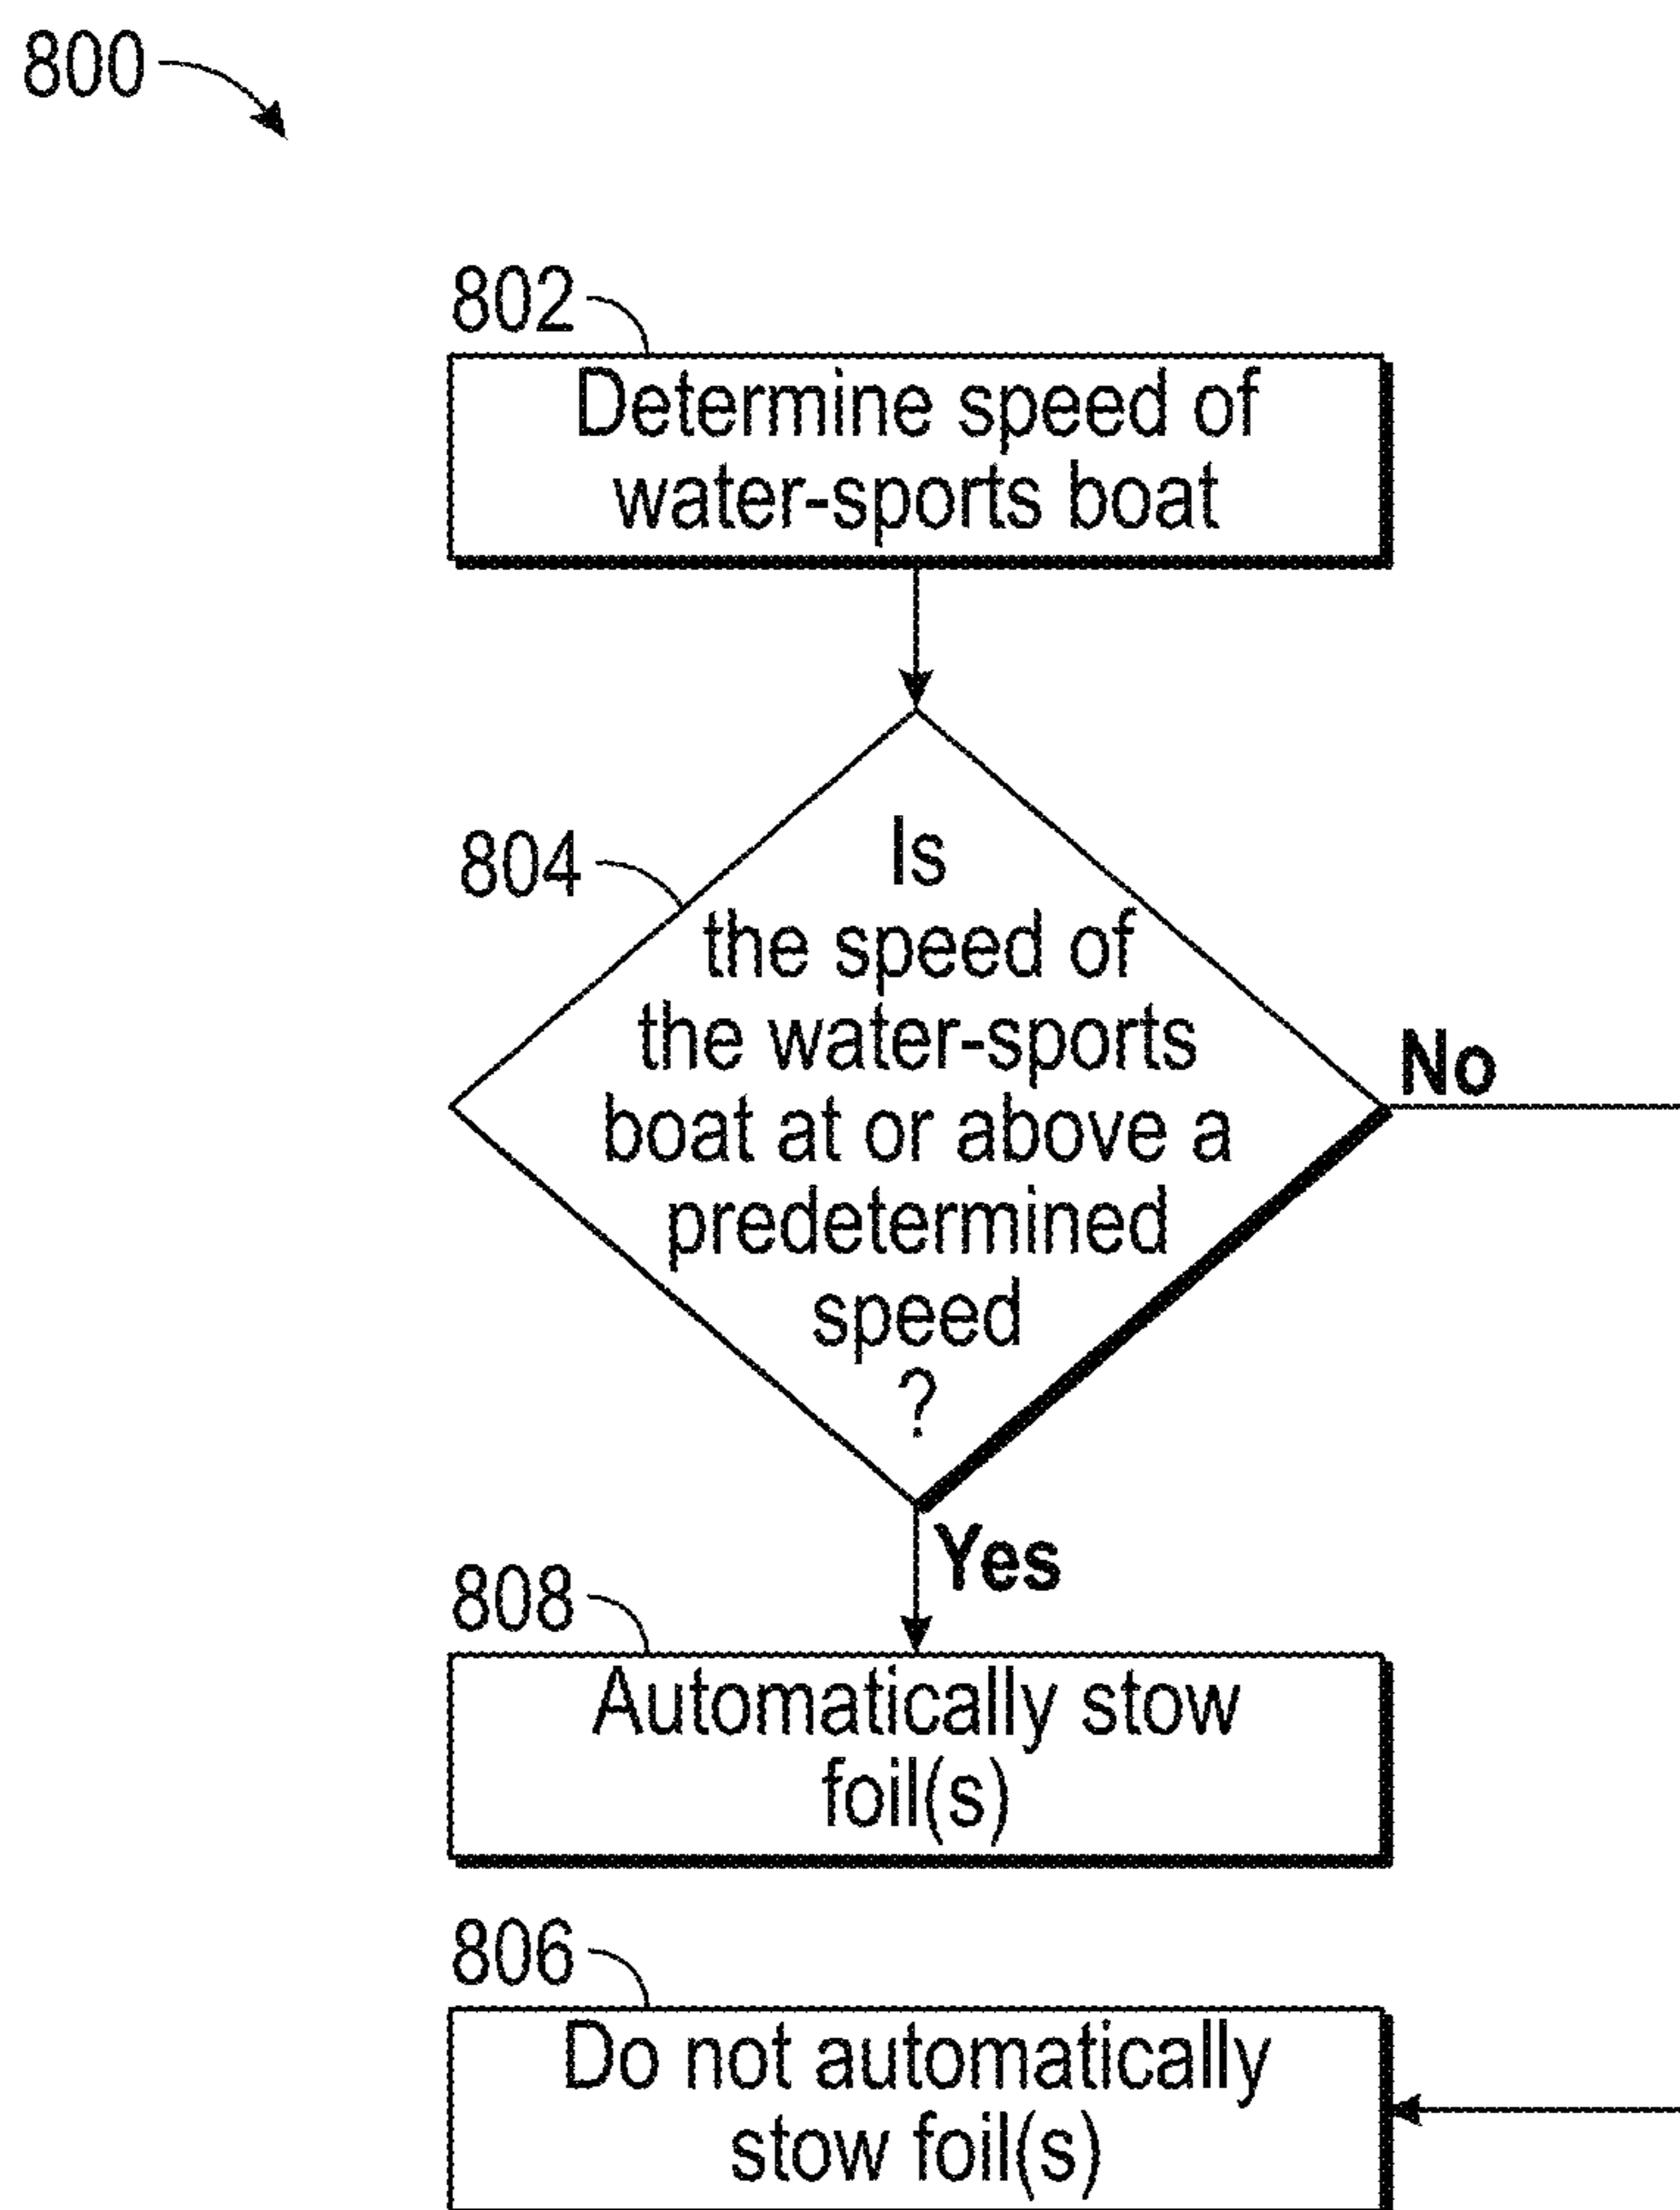 800
802
Determine speed of
water-sports boat
804
Is
the speed of
the water-sports
boat at or above a
predetermined
speed
?
No
Yes
808
Automatically stow
foil(s)
806
Do not automatically
stow foil(s)